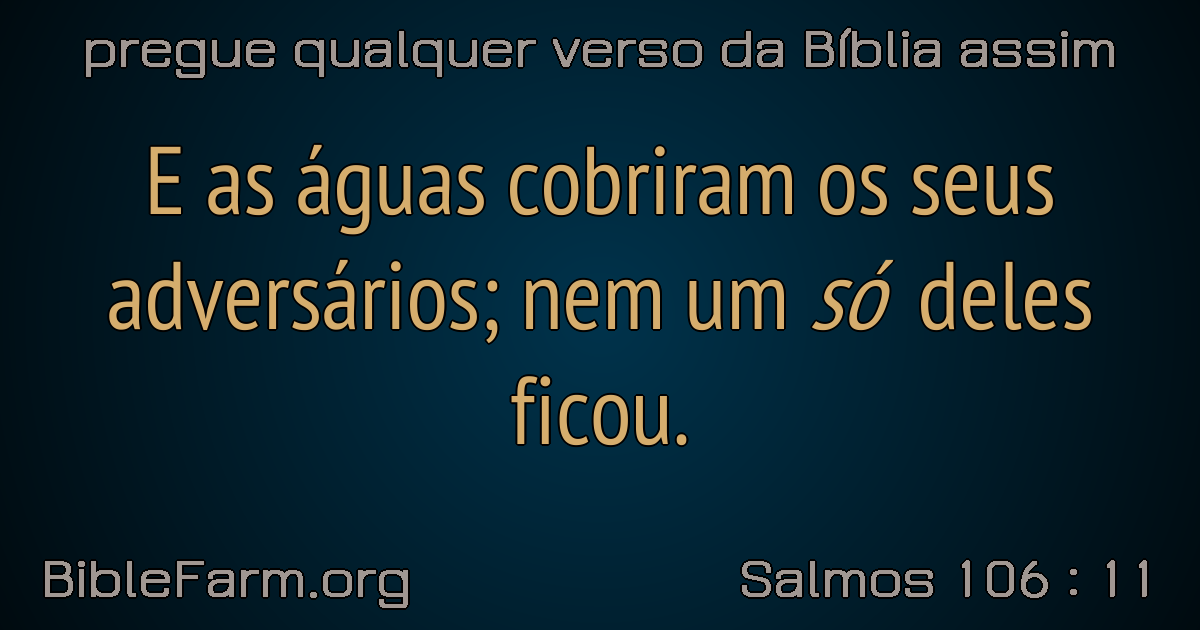 pregue qualquer verso da Bíblia assim
E as águas cobriram os seus
adversários; nem um só deles
ficou.
BibleFarm.org
Salmos 106 : 11